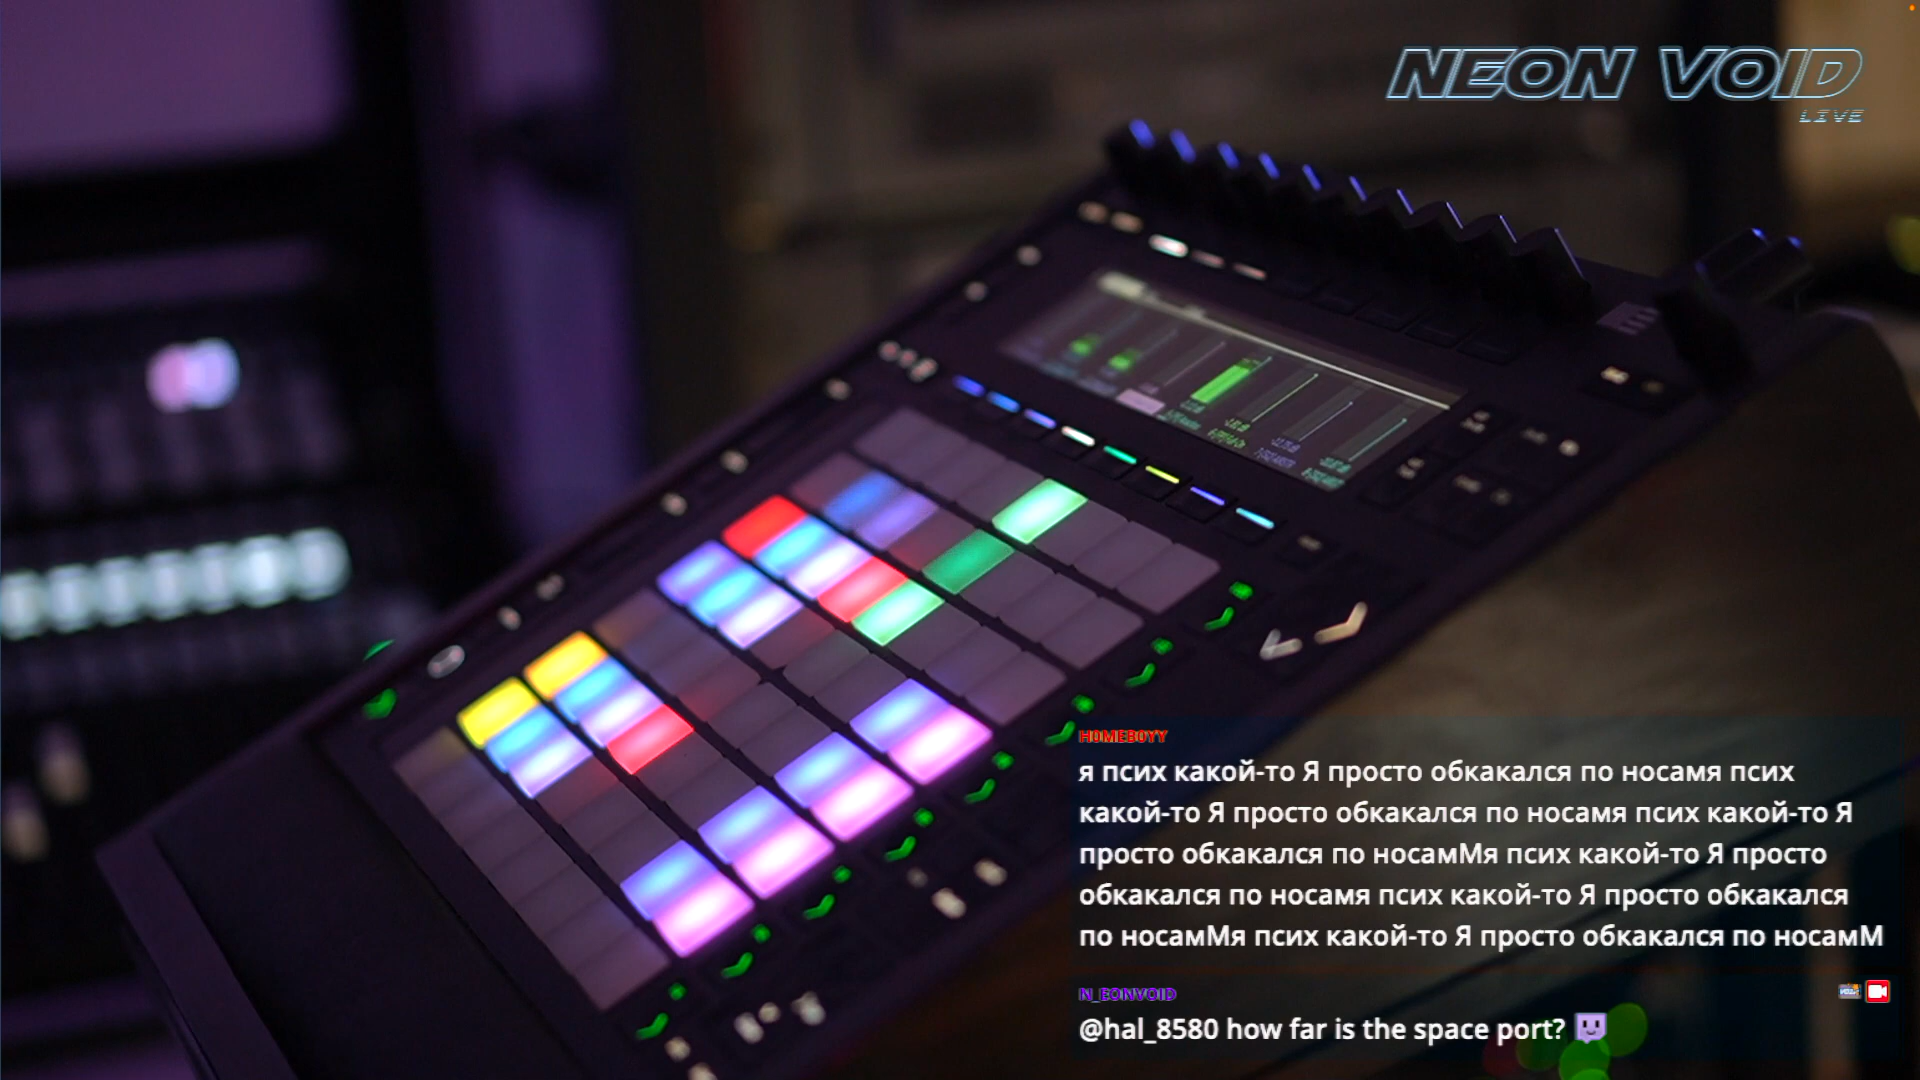 NEON VOID
LIVE
H0MEB0YY
я псих какой-то Я просто обкакался по носамя псих
какой-то Я просто обкакался по носамя псих какой-то Я
просто обкакался по носамМя псих какой-то Я просто
обкакался по носамя псих какой-то Я просто обкакался
по носамМя псих какой-то Я просто обкакался по носамМ
N_E0NV0ID
@hal_8580 how far is the space port?